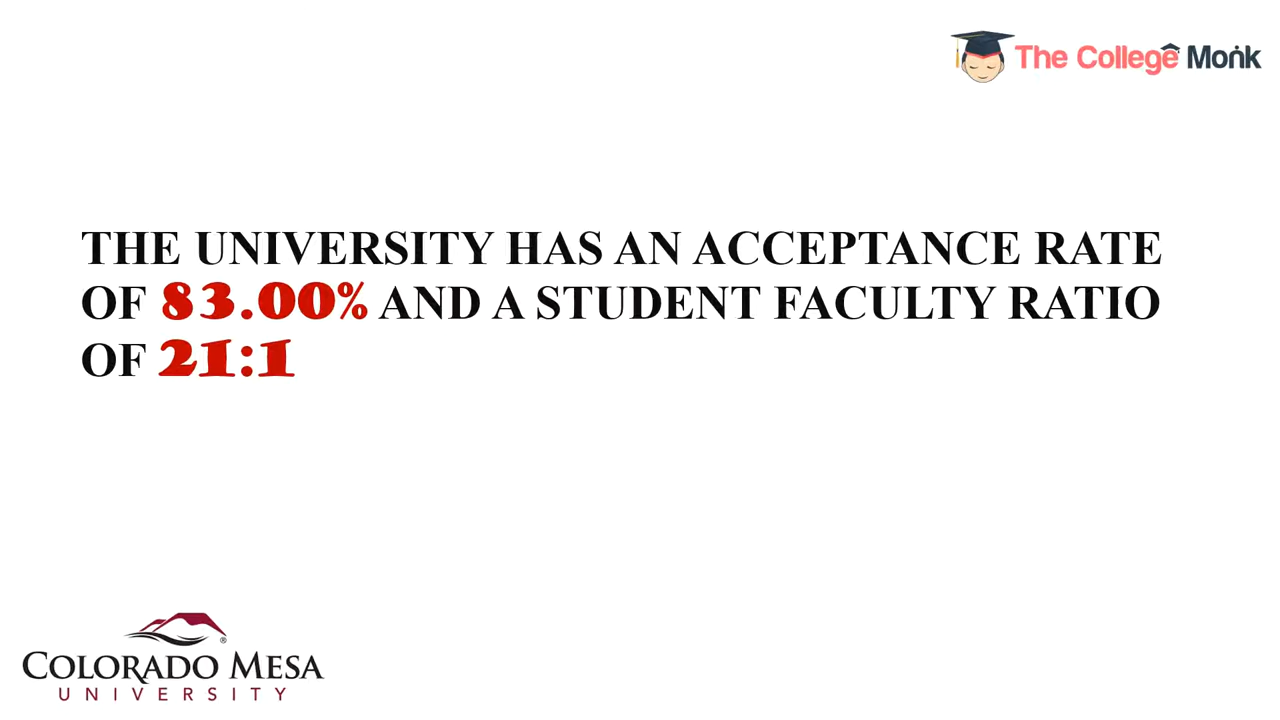 The College Monk
THE UNIVERSITY HAS AN ACCEPTANCE RATE
OF 83.00% AND A STUDENT FACULTY RATIO
OF 21:1
COLORADO MESA
UNIVERSITY